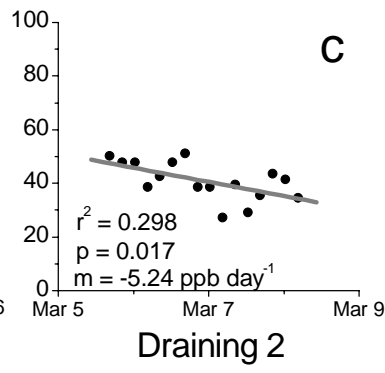 100
C
80
60
40
r² = 0.298
20
p = 0.017
m = -5.24 ppb day⁻¹
0
6 Mar 5 Mar 7 Mar 9
Draining 2